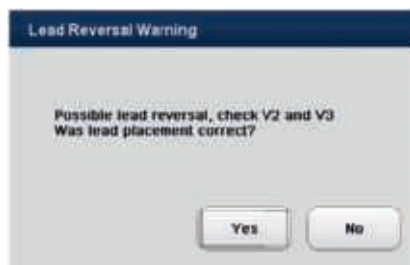 Lead Reversal Warning
Possible lead reversal, check V2 and V3
Was lead placement correct?
Yes
No